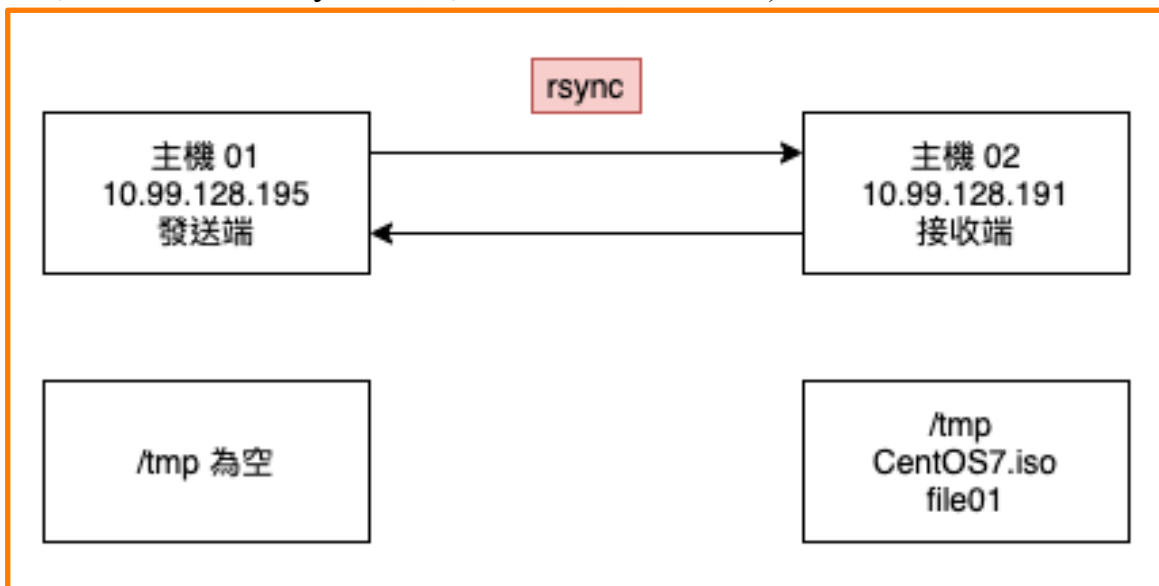 rsync
主機 01
10.99.128.195
發送端
主機 02
10.99.128.191
接收端
/tmp 為空
/tmp
CentOS7.iso
file01